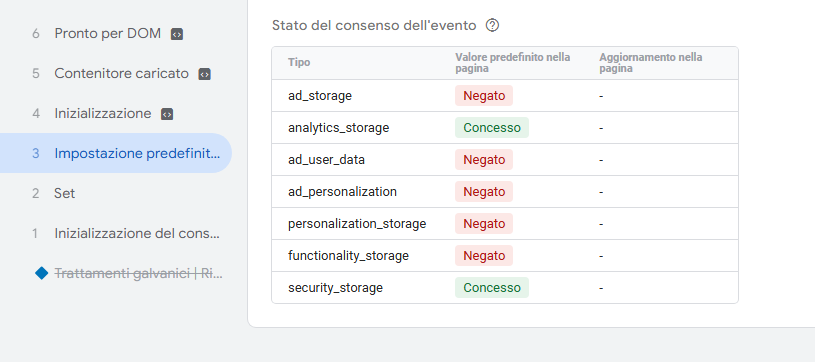 6 Pronto per DOM
5 Contenitore caricato
4 Inizializzazione
3 Impostazione predefinit...
2 Set
1 Inizializzazione del cons...
Trattamenti galvanici | Ri...
Stato del consenso dell'evento
Tipo Valore predefinito nella pagina Aggiornamento nella pagina
ad_storage Negato -
analytics_storage Concesso -
ad_user_data Negato -
ad_personalization Negato -
personalization_storage Negato -
functionality_storage Negato -
security_storage Concesso -